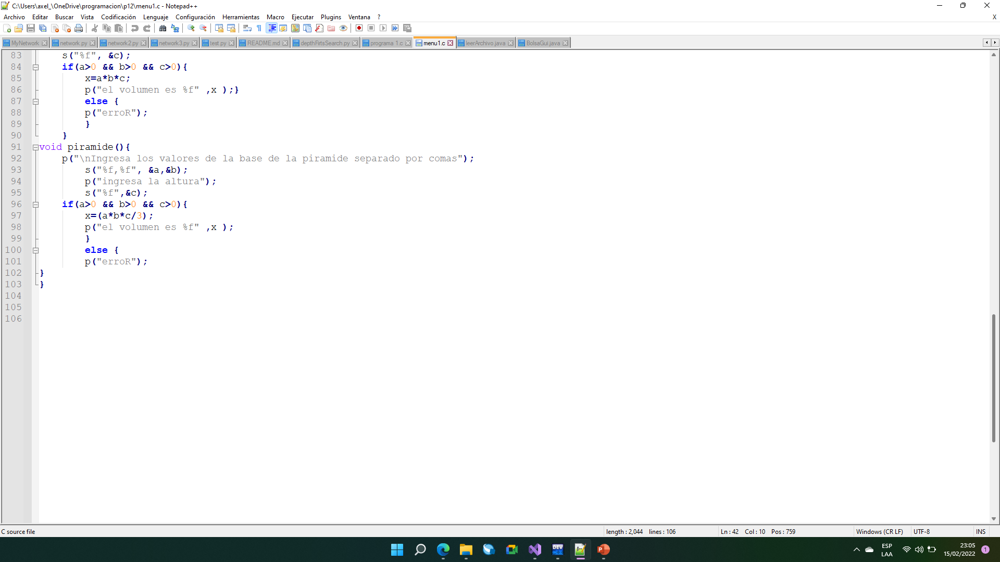 C:\Users\axel_\OneDrive\programacion\p12\menu1.c - Notepad++
Archivo Editar Buscar Vista Codificación Lenguaje Configuración Herramientas Macro Ejecutar Plugins Ventana ? X
MyNetwork network.py network2.py network3.py test.py README.md depthFirtsSearch.py programa 1.c menu1.c leerArchivo.java BolsaGui.java
83 s("%f", &c);
84 if(a>0 && b>0 && c>0){
85 x=a*b*c;
86 p("el volumen es %f" ,x );}
87 else {
88 p("erroR");
89 }
90 }
91 void piramide(){
92 p("\nIngresa los valores de la base de la piramide separado por comas");
93 s("%f,%f", &a,&b);
94 p("ingresa la altura");
95 s("%f",&c);
96 if(a>0 && b>0 && c>0){
97 x=(a*b*c/3);
98 p("el volumen es %f" ,x );
99 }
100 else {
101 p("erroR");
102 }
103 }
104
105
106
C source file length : 2,044 lines : 106 Ln : 42 Col : 10 Pos : 759 Windows (CR LF) UTF-8 INS
DEV
ESP
LAA
23:05
15/02/2022
1